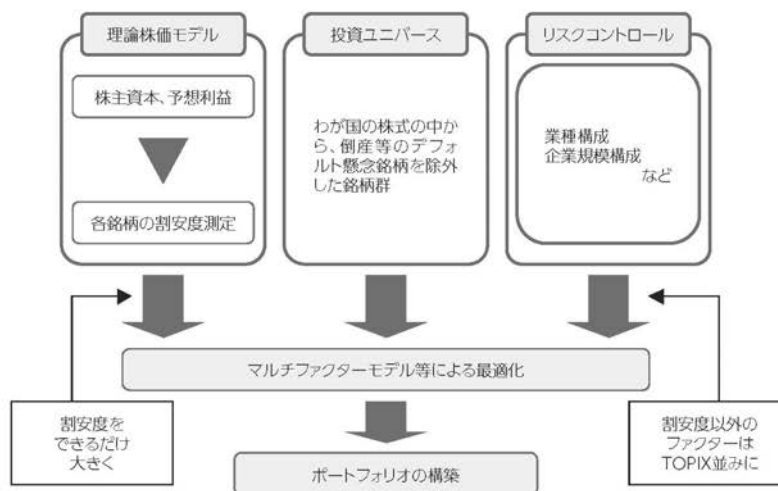 理論株価モデル
株主資本、予想利益
各銘柄の割安度測定
投資ユニバース
わが国の株式の中か
ら、倒産等のデフォ
ルト懸念銘柄を除外
した銘柄群
リスクコントロール
業種構成
企業規模構成
など
マルチファクターモデル等による最適化
割安度を
できるだけ
大きく
割安度以外の
ファクターは
TOPIX並みに
ポートフォリオの構築